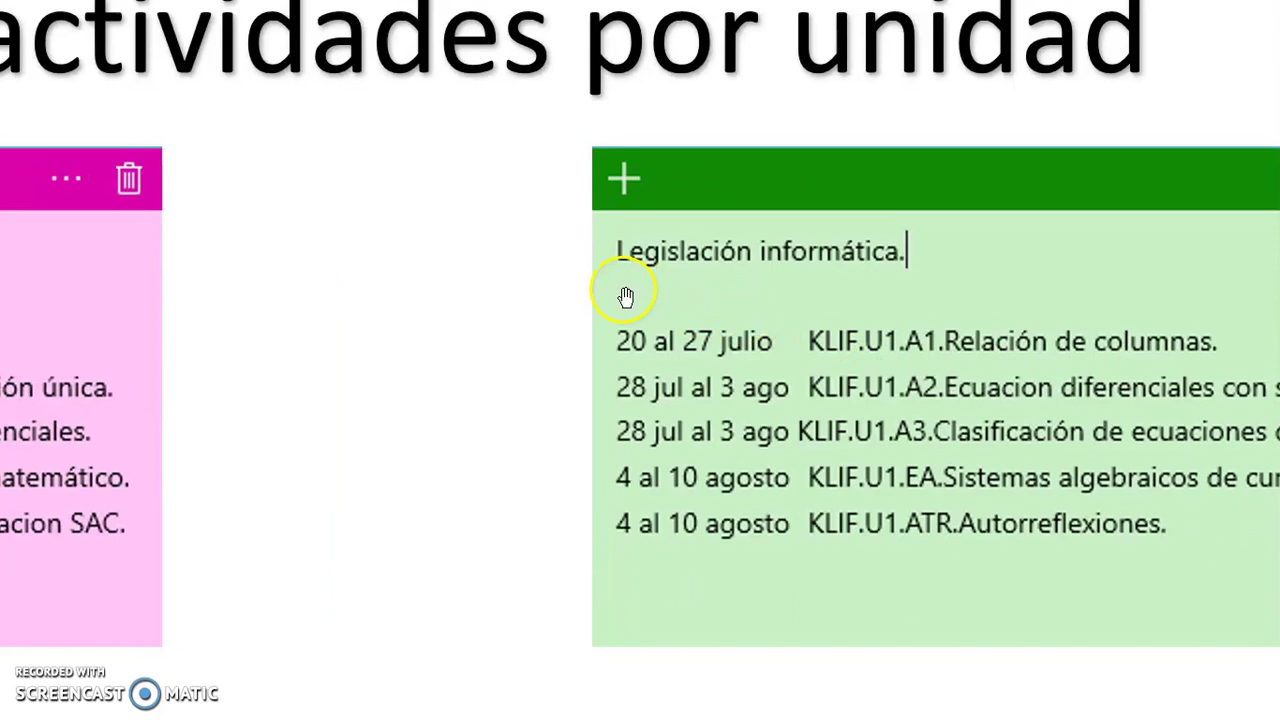 actividades por unidad
ón única.
enciales.
matemático.
acion SAC.
Legislación informática.
20 al 27 julio KLIF.U1.A1.Relación de columnas.
28 jul al 3 ago KLIF.U1.A2.Ecuacion diferenciales con s
28 jul al 3 ago KLIF.U1.A3.Clasificación de ecuaciones
4 al 10 agosto KLIF.U1.EA.Sistemas algebraicos de cur
4 al 10 agosto KLIF.U1.ATR.Autorreflexiones.
RECORDED WITH
SCREENCAST MATIC